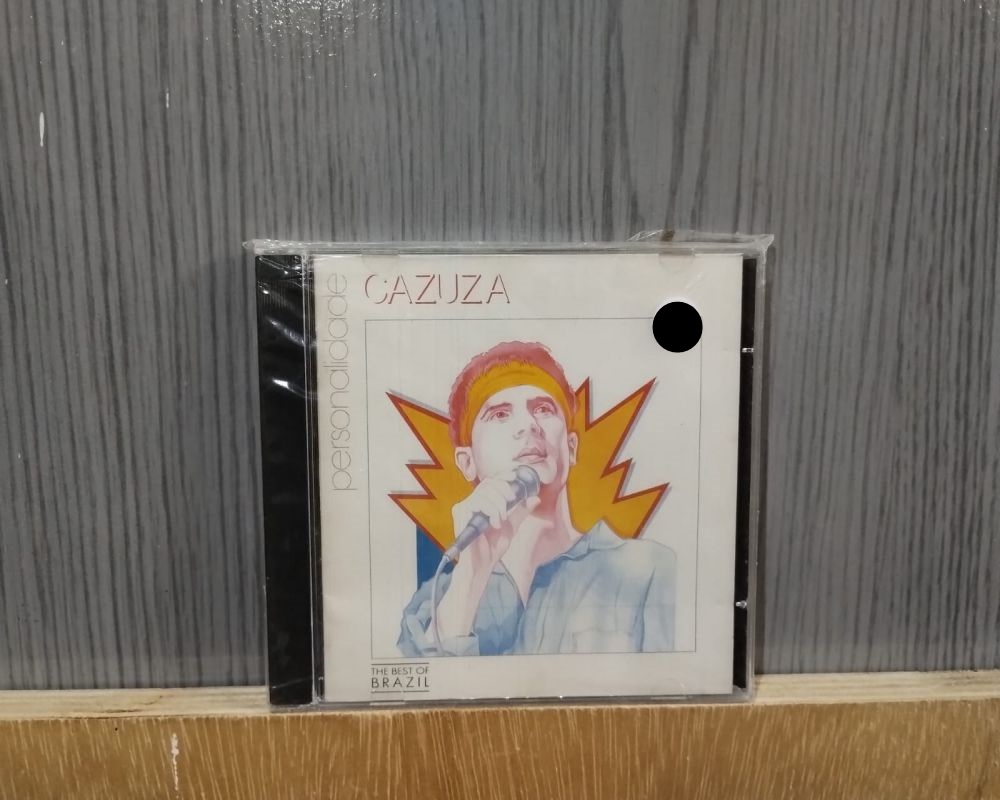 CAZUZA
personalidade
THE BEST OF
BRAZIL